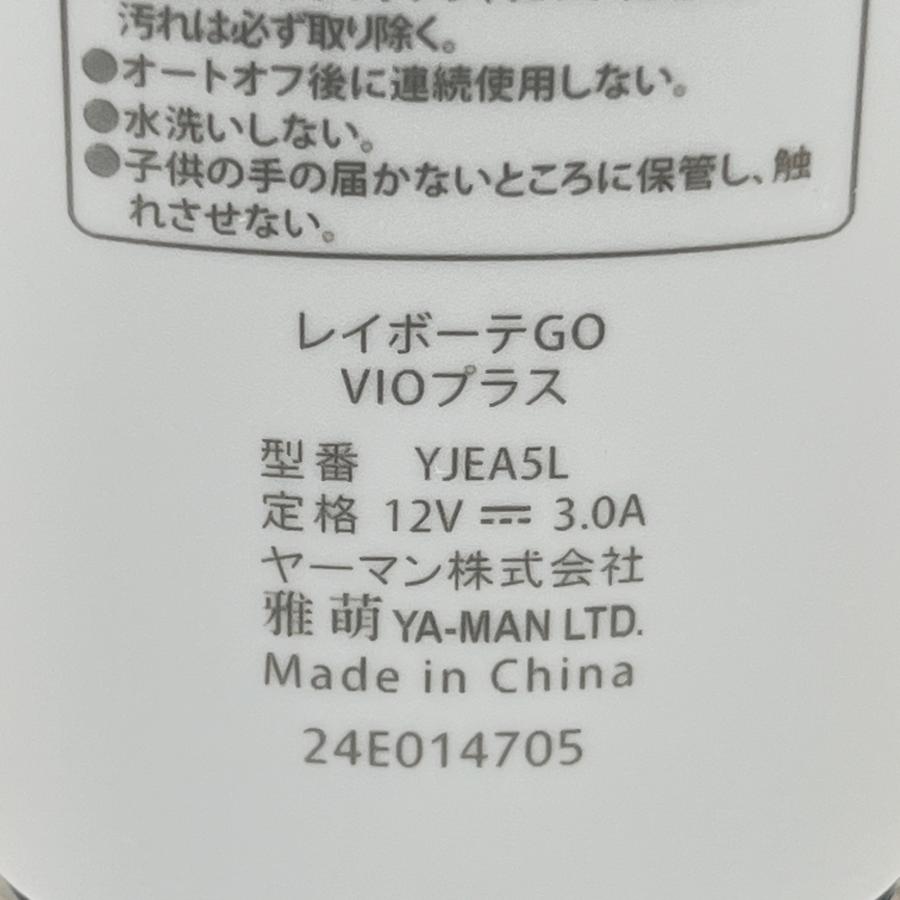 汚れは必ず取り除く。
●オートオフ後に連続使用しない。
●水洗いしない。
●子供の手の届かないところに保管し、触
れさせない。
レイボーテGO
VIOプラス
型番 YJEA5L
定格 12V ⎓ 3.0A
ヤーマン株式会社
雅萌 YA-MAN LTD.
Made in China
24E014705